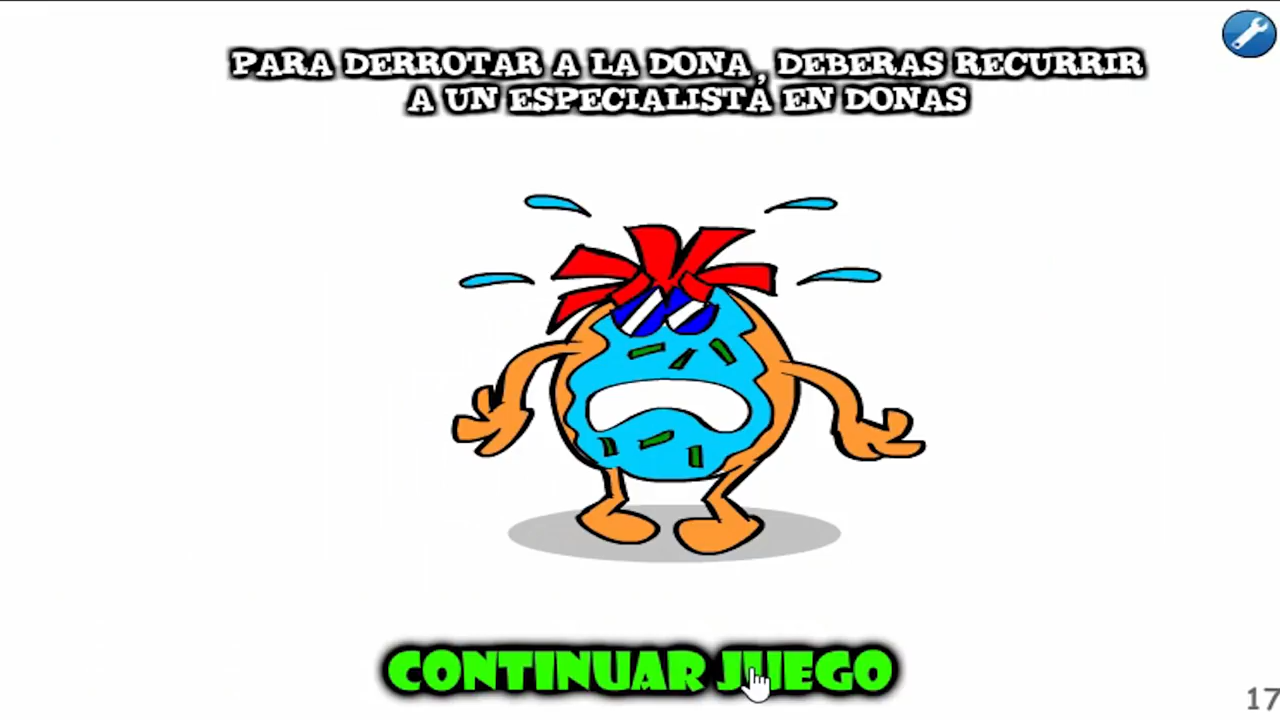 PARA DERROTAR A LA DONA , DEBERAS RECURRIR
A UN ESPECIALISTA EN DONAS
CONTINUAR JUEGO
17